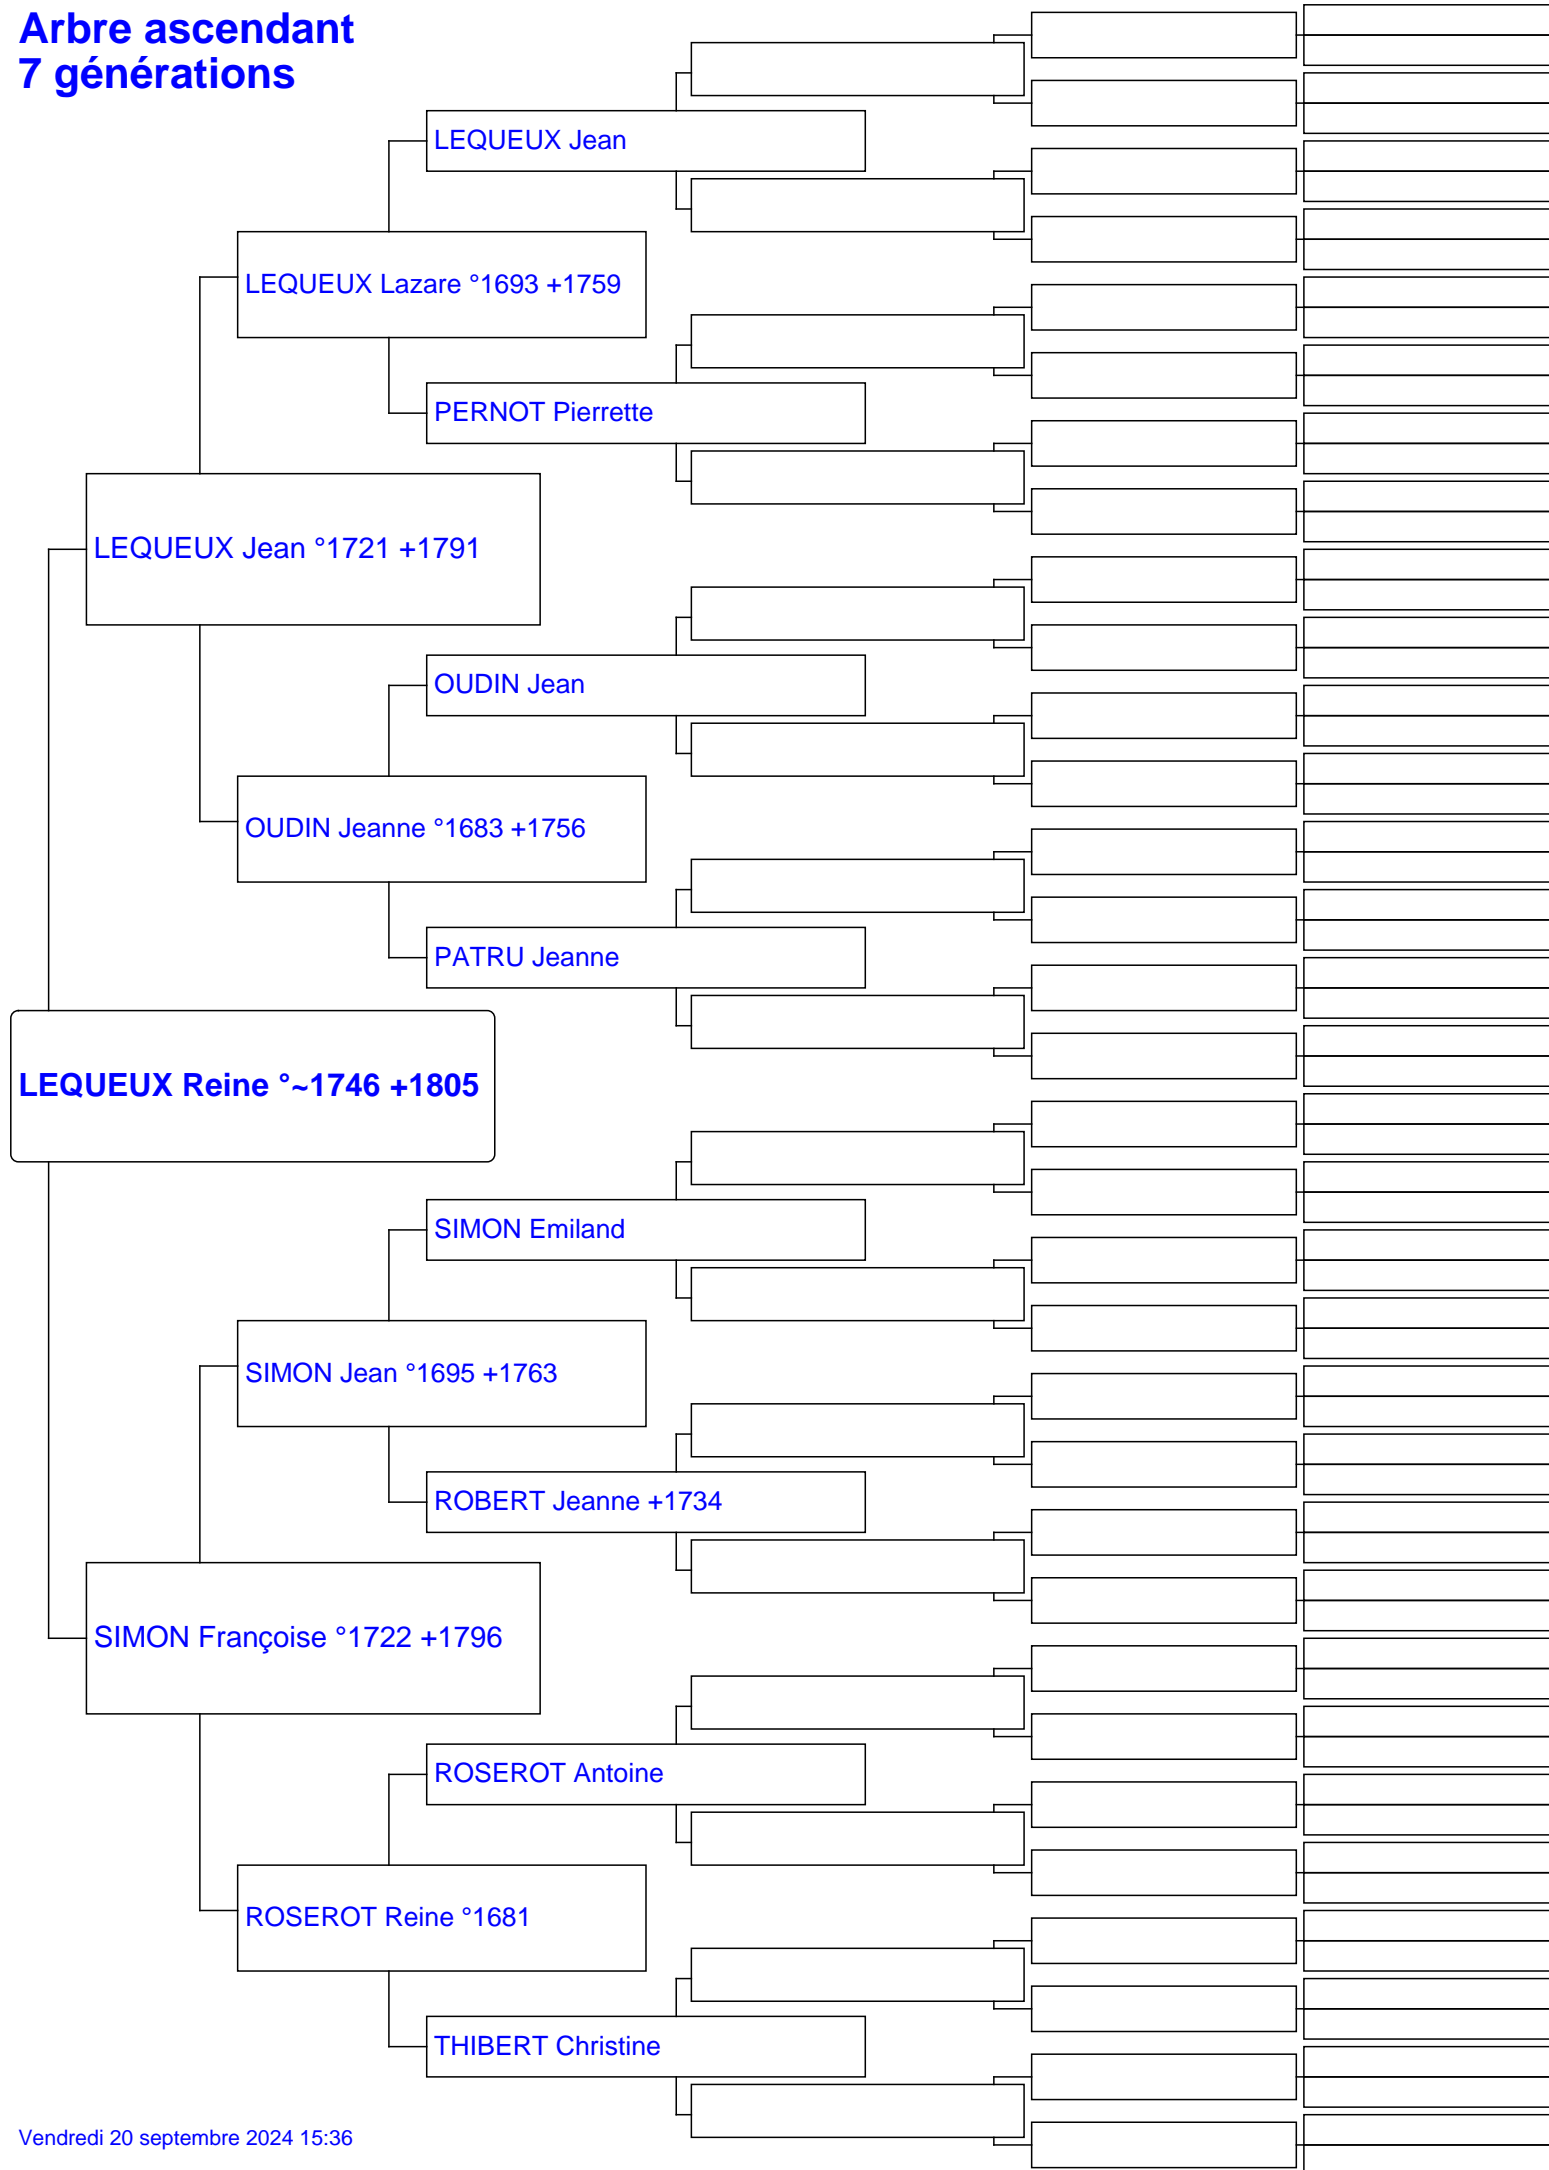 Arbre ascendant
7 générations
LEQUEUX Jean
LEQUEUX Lazare °1693 +1759
PERNOT Pierrette
LEQUEUX Jean °1721 +1791
OUDIN Jean
OUDIN Jeanne °1683 +1756
PATRU Jeanne
LEQUEUX Reine °~1746 +1805
SIMON Emiland
SIMON Jean °1695 +1763
ROBERT Jeanne +1734
SIMON Françoise °1722 +1796
ROSEROT Antoine
ROSEROT Reine °1681
THIBERT Christine
Vendredi 20 septembre 2024 15:36